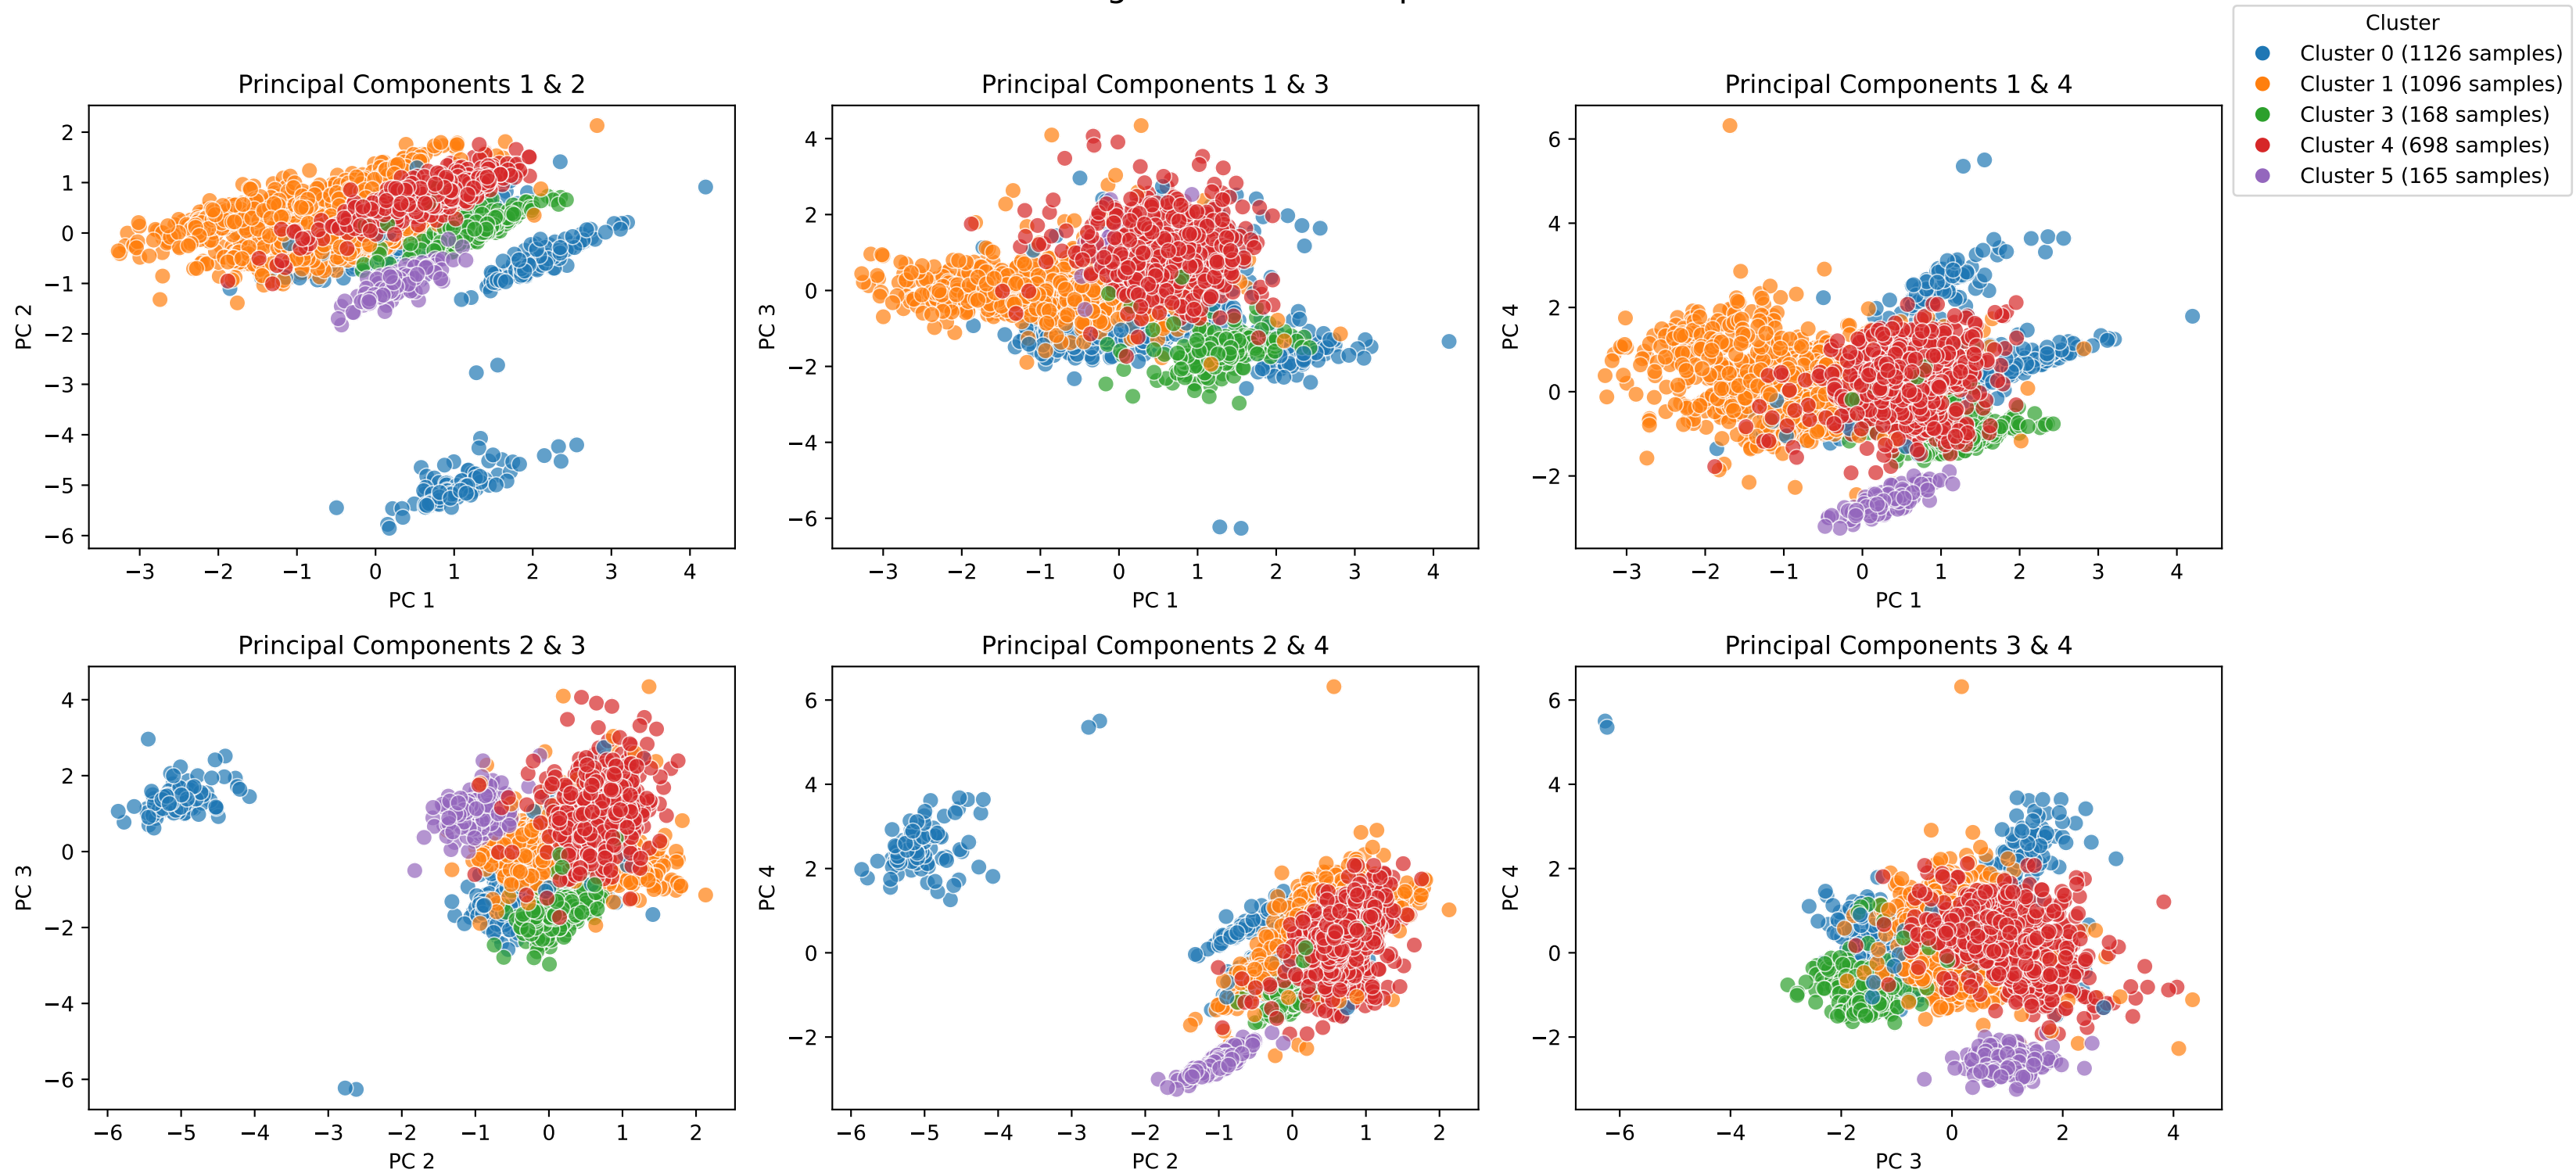 Cluster
Cluster 0 (1126 samples)
Cluster 1 (1096 samples)
Cluster 3 (168 samples)
Cluster 4 (698 samples)
Cluster 5 (165 samples)
Principal Components 1 & 2
2
1
0
−1
−2
−3
−4
−5
−6
PC 2
−3 −2 −1 0 1 2 3 4
PC 1
Principal Components 1 & 3
4
2
0
−2
−4
−6
PC 3
−3 −2 −1 0 1 2 3 4
PC 1
Principal Components 1 & 4
6
4
2
0
−2
PC 4
−3 −2 −1 0 1 2 3 4
PC 1
Principal Components 2 & 3
4
2
0
−2
−4
−6
PC 3
−6 −5 −4 −3 −2 −1 0 1 2
PC 2
Principal Components 2 & 4
6
4
2
0
−2
PC 4
−6 −5 −4 −3 −2 −1 0 1 2
PC 2
Principal Components 3 & 4
6
4
2
0
−2
PC 4
−6 −4 −2 0 2 4
PC 3